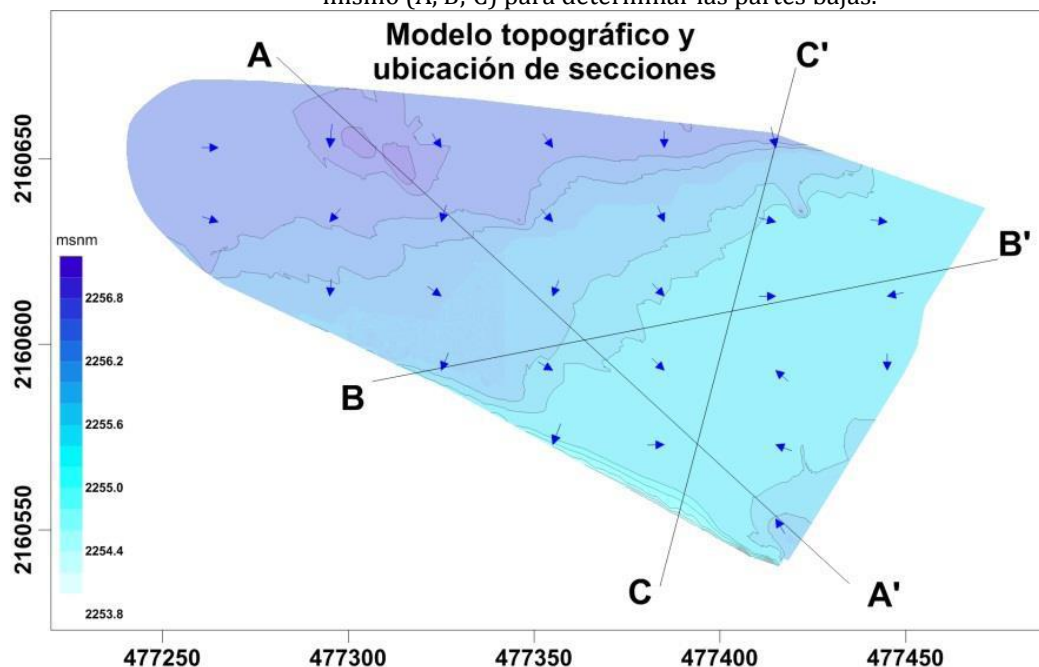 mismo (A, B, C) para determinar las partes bajas.
Modelo topográfico y
ubicación de secciones
A
C'
B'
B
C
A'
msnm
2256.8
2256.2
2255.6
2255.0
2254.4
2253.8
2160650
2160600
2160550
477250
477300
477350
477400
477450